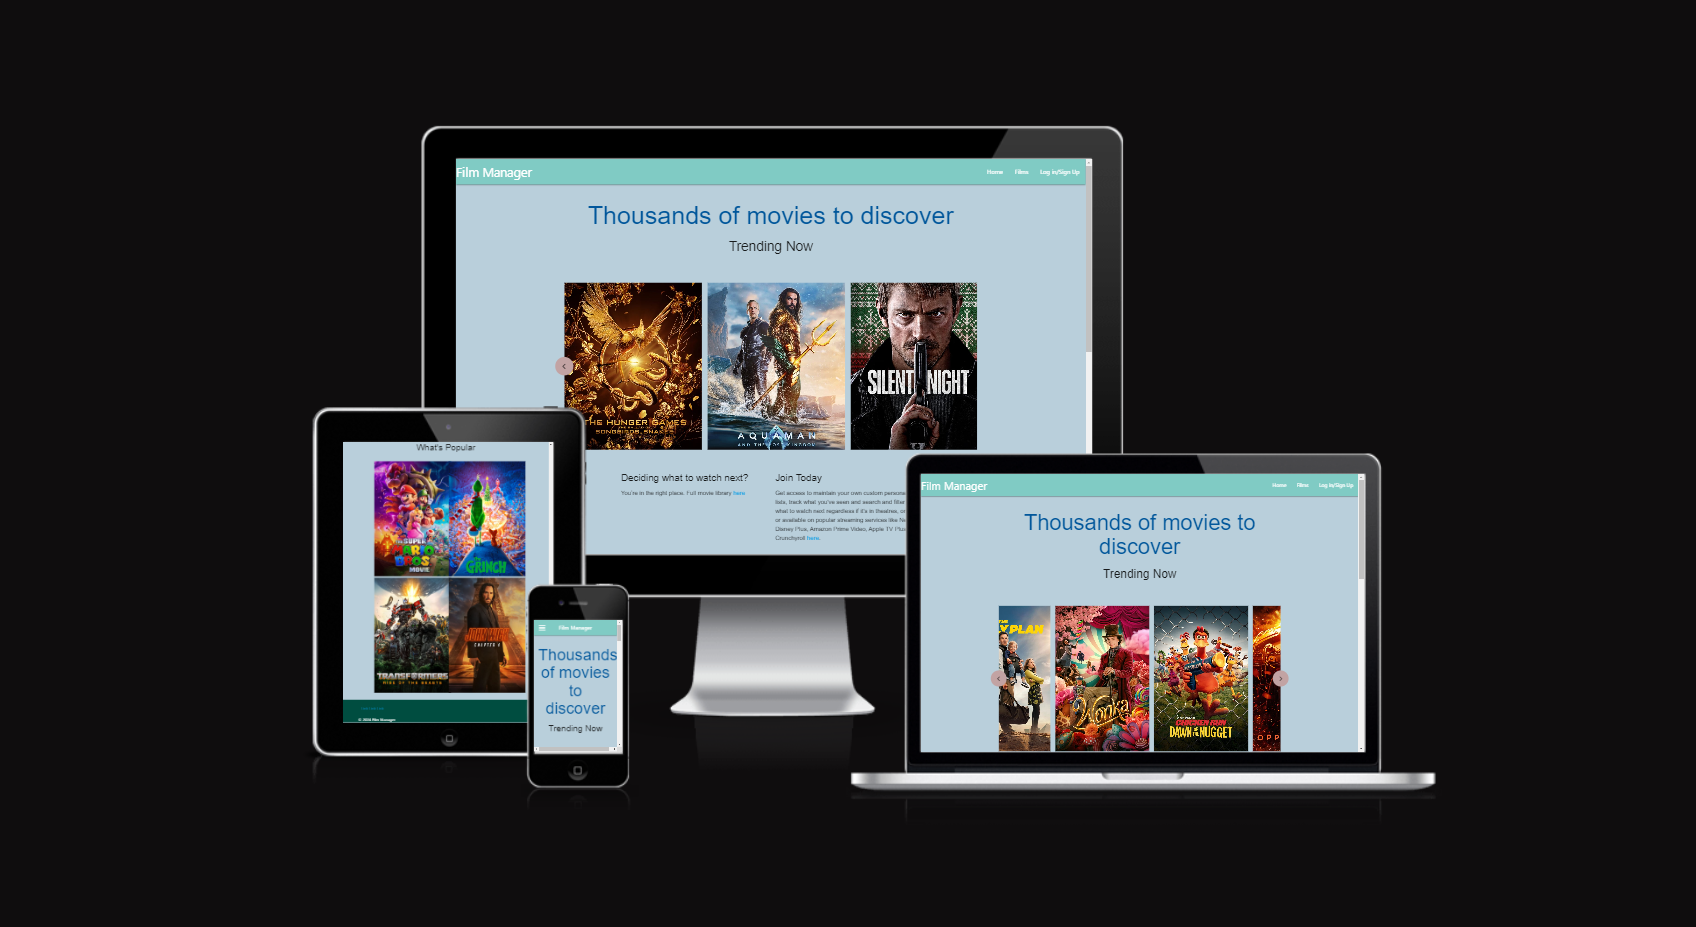 Film Manager
Home Films Log in/Sign Up
Thousands of movies to discover
Trending Now
THE HUNGER GAMES
SONGBIRDS, SNAKES
AQUAMAN
AND THE LOST KINGDOM
SILENT NIGHT
Deciding what to watch next?
You're in the right place. Full movie library here
Join Today
Get access to maintain your own custom persona
lists, track what you've seen and search and filter
what to watch next regardless if it's in theatres, or
or available on popular streaming services like Ne
Disney Plus, Amazon Prime Video, Apple TV Plus
Crunchyroll here.
What's Popular
SUPER
MARIO
BROS
MOVIE
GRINCH
TRANSFORMERS
RISE OF THE BEASTS
CHAPTER 4
Film Manager
Film Manager
Thousands
of movies
to
discover
Trending Now
Film Manager
Home Films Log in/Sign Up
Thousands of movies to
discover
Trending Now
THE
Y PLAN
Wonka
CHICKEN RUN
DAWN OF THE NUGGET
OPP